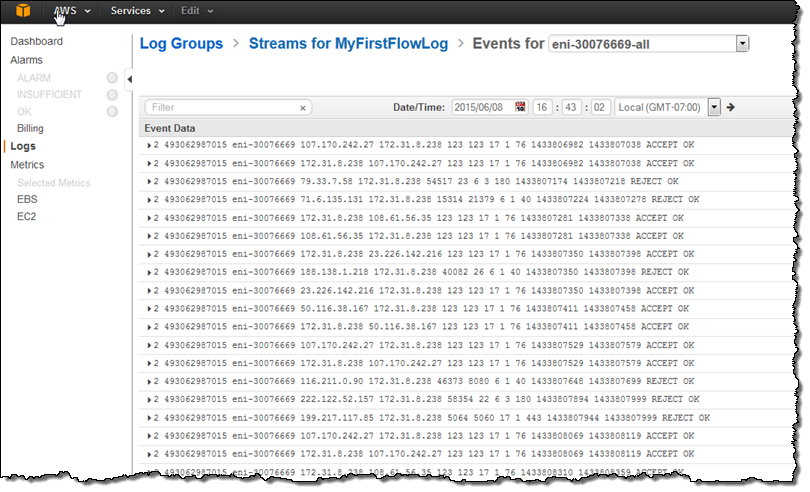 AWS Services Edit
Log Groups > Streams for MyFirstFlowLog > Events for eni-30076669-all
Dashboard
Alarms
ALARM 0
INSUFFICIENT 0
OK 0
Billing
Logs
Metrics
Selected Metrics
EBS
EC2
Filter × Date/Time: 2015/06/08 16 : 43 : 02 Local (GMT-07:00)
Event Data
2 493062987015 eni-30076669 107.170.242.27 172.31.8.238 123 123 17 1 76 1433806982 1433807038 ACCEPT OK
2 493062987015 eni-30076669 172.31.8.238 107.170.242.27 123 123 17 1 76 1433806982 1433807038 ACCEPT OK
2 493062987015 eni-30076669 79.33.7.58 172.31.8.238 54517 23 6 3 180 1433807174 1433807218 REJECT OK
2 493062987015 eni-30076669 71.6.135.131 172.31.8.238 15314 21379 6 1 40 1433807224 1433807278 REJECT OK
2 493062987015 eni-30076669 172.31.8.238 108.61.56.35 123 123 17 1 76 1433807281 1433807338 ACCEPT OK
2 493062987015 eni-30076669 108.61.56.35 172.31.8.238 123 123 17 1 76 1433807281 1433807338 ACCEPT OK
2 493062987015 eni-30076669 172.31.8.238 23.226.142.216 123 123 17 1 76 1433807350 1433807398 ACCEPT OK
2 493062987015 eni-30076669 188.138.1.218 172.31.8.238 40082 26 6 1 40 1433807350 1433807398 REJECT OK
2 493062987015 eni-30076669 23.226.142.216 172.31.8.238 123 123 17 1 76 1433807350 1433807398 ACCEPT OK
2 493062987015 eni-30076669 50.116.38.167 172.31.8.238 123 123 17 1 76 1433807411 1433807458 ACCEPT OK
2 493062987015 eni-30076669 172.31.8.238 50.116.38.167 123 123 17 1 76 1433807411 1433807458 ACCEPT OK
2 493062987015 eni-30076669 107.170.242.27 172.31.8.238 123 123 17 1 76 1433807529 1433807579 ACCEPT OK
2 493062987015 eni-30076669 172.31.8.238 107.170.242.27 123 123 17 1 76 1433807529 1433807579 ACCEPT OK
2 493062987015 eni-30076669 116.211.0.90 172.31.8.238 46373 8080 6 1 40 1433807648 1433807699 REJECT OK
2 493062987015 eni-30076669 222.122.52.157 172.31.8.238 58354 22 6 3 180 1433807894 1433807999 REJECT OK
2 493062987015 eni-30076669 199.217.117.85 172.31.8.238 5064 5060 17 1 443 1433807944 1433807999 REJECT OK
2 493062987015 eni-30076669 107.170.242.27 172.31.8.238 123 123 17 1 76 1433808069 1433808119 ACCEPT OK
2 493062987015 eni-30076669 172.31.8.238 107.170.242.27 123 123 17 1 76 1433808069 1433808119 ACCEPT OK
2 493062987015 eni-30076669 172.31.8.238 108.61.56.35 123 123 17 1 76 1433808310 1433808359 ACCEPT OK